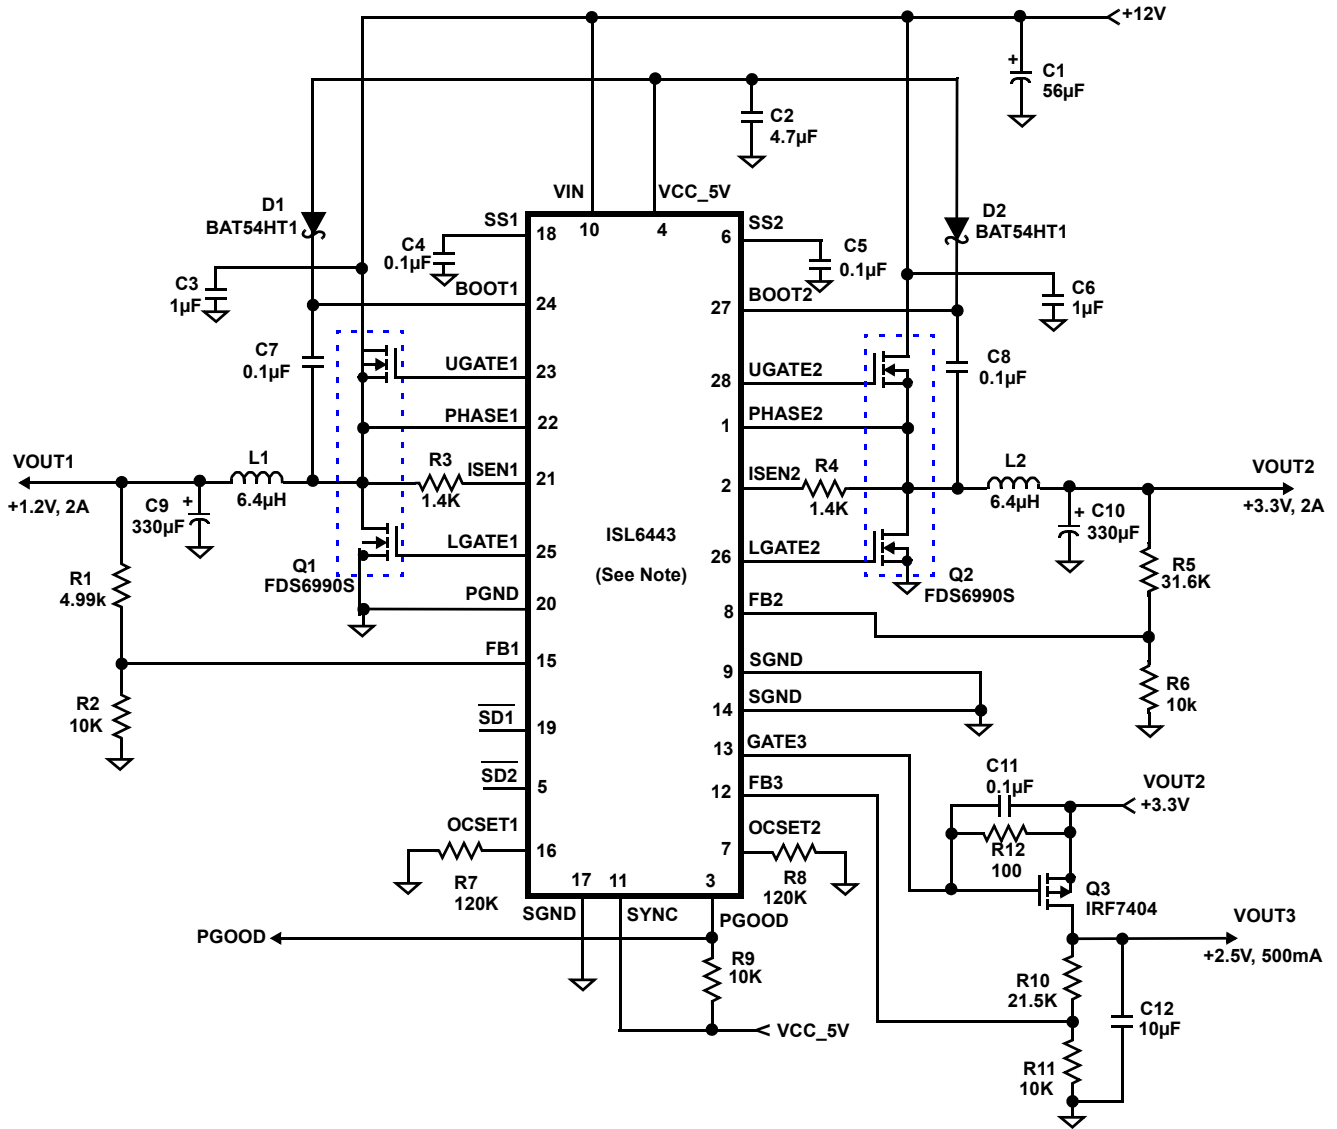 +12V
+
C1
56µF
C2
4.7µF
VIN
VCC_5V
D1
BAT54HT1
D2
BAT54HT1
SS1
18
10
4
6
SS2
C4
0.1µF
C5
0.1µF
C3
1µF
C6
1µF
BOOT1
24
27
BOOT2
C7
0.1µF
C8
0.1µF
UGATE1
23
28
UGATE2
PHASE1
22
1
PHASE2
VOUT1
+1.2V, 2A
L1
6.4µH
R3
1.4K
ISEN1
21
2
ISEN2
R4
1.4K
L2
6.4µH
VOUT2
+3.3V, 2A
C9
330µF
+
+
C10
330µF
ISL6443
(See Note)
LGATE1
25
26
LGATE2
Q1
FDS6990S
Q2
FDS6990S
R1
4.99k
R5
31.6K
PGND
20
8
FB2
FB1
15
9
SGND
R2
10K
R6
10k
14
SGND
SD1
19
13
GATE3
SD2
5
12
FB3
C11
0.1µF
VOUT2
+3.3V
OCSET1
16
7
OCSET2
R7
120K
R8
120K
R12
100
Q3
IRF7404
17
11
3
SGND
SYNC
PGOOD
PGOOD
R9
10K
VCC_5V
VOUT3
+2.5V, 500mA
R10
21.5K
C12
10µF
R11
10K